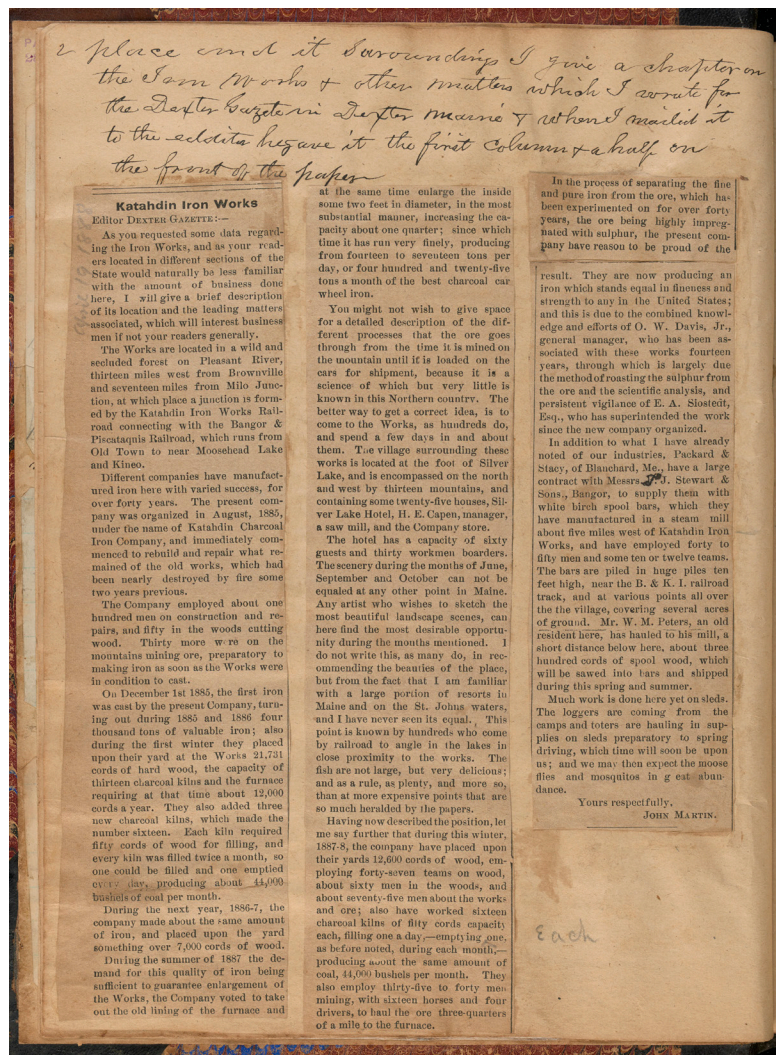 2 place and it Suroundings I give a chapter on
the Iron Works & other matters which I wrote for
the Dexter Gazete in Dexter Maine & when I mailed it
to the edditor he gave it the first column & a half on
the front of the paper
Katahdin Iron Works
Editor DEXTER GAZETTE:—
As you requested some data regard-
ing the Iron Works, and as your read-
ers located in different sections of the
State would naturally be less familiar
with the amount of business done
here, I will give a brief description
of its location and the leading matters
associated, which will interest business
men if not your readers generally.
The Works are located in a wild and
secluded forest on Pleasant River,
thirteen miles west from Brownville
and seventeen miles from Milo Junc-
tion, at which place a junction is form-
ed by the Katahdin Iron Works Rail-
road connecting with the Bangor &
Piscataquis Railroad, which runs from
Old Town to near Moosehead Lake
and Kineo.
Different companies have manufact-
ured iron here with varied success, for
over forty years. The present com-
pany was organized in August, 1885,
under the name of Katahdin Charcoal
Iron Company, and immediately com-
menced to rebuild and repair what re-
mained of the old works, which had
been nearly destroyed by fire some
two years previous.
The Company employed about one
hundred men on construction and re-
pairs, and fifty in the woods cutting
wood. Thirty more were on the
mountains mining ore, preparatory to
making iron as soon as the Works were
in condition to cast.
On December 1st 1885, the first iron
was cast by the present Company, turn-
ing out during 1885 and 1886 four
thousand tons of valuable iron; also
during the first winter they placed
upon their yard at the Works 21,731
cords of hard wood, the capacity of
thirteen charcoal kilns and the furnace
requiring at that time about 12,000
cords a year. They also added three
new charcoal kilns, which made the
number sixteen. Each kiln required
fifty cords of wood for filling, and
every kiln was filled twice a month, so
one could be filled and one emptied
every day, producing about 44,000
bushels of coal per month.
During the next year, 1886-7, the
company made about the same amount
of iron, and placed upon the yard
something over 7,000 cords of wood.
During the summer of 1887 the de-
mand for this quality of iron being
sufficient to guarantee enlargement of
the Works, the Company voted to take
out the old lining of the furnace and
at the same time enlarge the inside
some two feet in diameter, in the most
substantial manner, increasing the ca-
pacity about one quarter; since which
time it has run very finely, producing
from fourteen to seventeen tons per
day, or four hundred and twenty-five
tons a month of the best charcoal car
wheel iron.
You might not wish to give space
for a detailed description of the dif-
ferent processes that the ore goes
through from the time it is mined on
the mountain until it is loaded on the
cars for shipment, because it is a
science of which but very little is
known in this Northern country. The
better way to get a correct idea, is to
come to the Works, as hundreds do,
and spend a few days in and about
them. The village surrounding these
works is located at the foot of Silver
Lake, and is encompassed on the north
and west by thirteen mountains, and
containing some twenty-five houses, Sil-
ver Lake Hotel, H. E. Capen, manager,
a saw mill, and the Company store.
The hotel has a capacity of sixty
guests and thirty workmen boarders.
The scenery during the months of June,
September and October can not be
equaled at any other point in Maine.
Any artist who wishes to sketch the
most beautiful landscape scenes, can
here find the most desirable opportu-
nity during the months mentioned. I
do not write this, as many do, in rec-
ommending the beauties of the place,
but from the fact that I am familiar
with a large portion of resorts in
Maine and on the St. Johns waters,
and I have never seen its equal. This
point is known by hundreds who come
by railroad to angle in the lakes in
close proximity to the works. The
fish are not large, but very delicious;
and as a rule, as plenty, and more so,
than at more expensive points that are
so much heralded by the papers.
Having now described the position, let
me say further that during this winter,
1887-8, the company have placed upon
their yards 12,600 cords of wood, em-
ploying forty-seven teams on wood,
about sixty men in the woods, and
about seventy-five men about the works
and ore; also have worked sixteen
charcoal kilns of fifty cords capacity
each, filling one a day,—emptying one,
as before noted, during each month,—
producing about the same amount of
coal, 44,000 bushels per month. They
also employ thirty-five to forty men
mining, with sixteen horses and four
drivers, to haul the ore three-quarters
of a mile to the furnace.
In the process of separating the fine
and pure iron from the ore, which has
been experimented on for over forty
years, the ore being highly impreg-
nated with sulphur, the present com-
pany have reason to be proud of the
result. They are now producing an
iron which stands equal in fineness and
strength to any in the United States;
and this is due to the combined knowl-
edge and efforts of O. W. Davis, Jr.,
general manager, who has been as-
sociated with these works fourteen
years, through which is largely due
the method of roasting the sulphur from
the ore and the scientific analysis, and
persistent vigilance of E. A. Slostedt,
Esq., who has superintended the work
since the new company organized.
In addition to what I have already
noted of our industries, Packard &
Stacy, of Blanchard, Me., have a large
contract with Messrs. J. Stewart &
Sons., Bangor, to supply them with
white birch spool bars, which they
have manufactured in a steam mill
about five miles west of Katahdin Iron
Works, and have employed forty to
fifty men and some ten or twelve teams.
The bars are piled in huge piles ten
feet high, near the B. & K. I. railroad
track, and at various points all over
the the village, covering several acres
of ground. Mr. W. M. Peters, an old
resident here, has hauled to his mill, a
short distance below here, about three
hundred cords of spool wood, which
will be sawed into bars and shipped
during this spring and summer.
Much work is done here yet on sleds.
The loggers are coming from the
camps and toters are hauling in sup-
plies on sleds preparatory to spring
driving, which time will soon be upon
us; and we may then expect the moose
flies and mosquitos in g eat abun-
dance.
Yours respectfully,
JOHN MARTIN.
Each